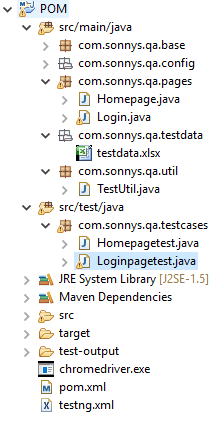 POM
src/main/java
com.sonnys.qa.base
com.sonnys.qa.config
com.sonnys.qa.pages
Homepage.java
Login.java
com.sonnys.qa.testdata
testdata.xlsx
com.sonnys.qa.util
TestUtil.java
src/test/java
com.sonnys.qa.testcases
Homepagetest.java
Loginpagetest.java
JRE System Library [J2SE-1.5]
Maven Dependencies
src
target
test-output
chromedriver.exe
pom.xml
testng.xml